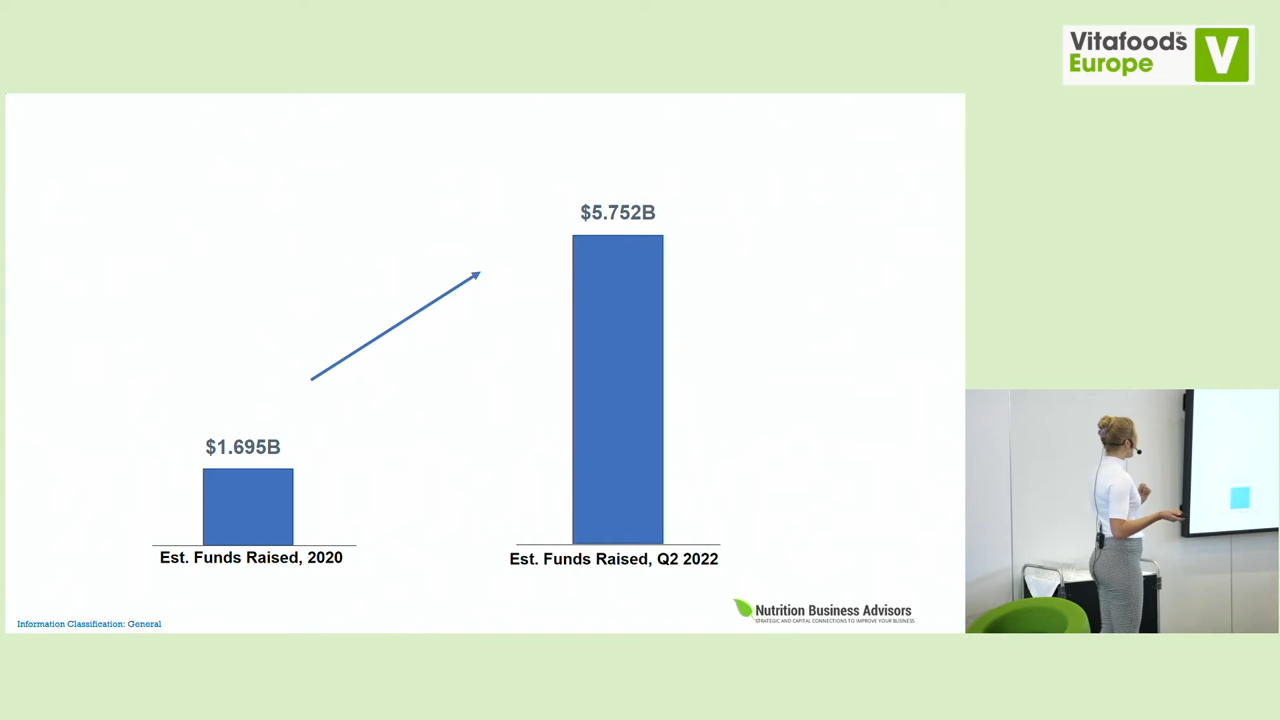 Vitafoods
Europe
V
$5.752B
$1.695B
Est. Funds Raised, 2020
Est. Funds Raised, Q2 2022
Nutrition Business Advisors
STRATEGIC AND CAPITAL CONNECTIONS TO IMPROVE YOUR BUSINESS
Information Classification: General